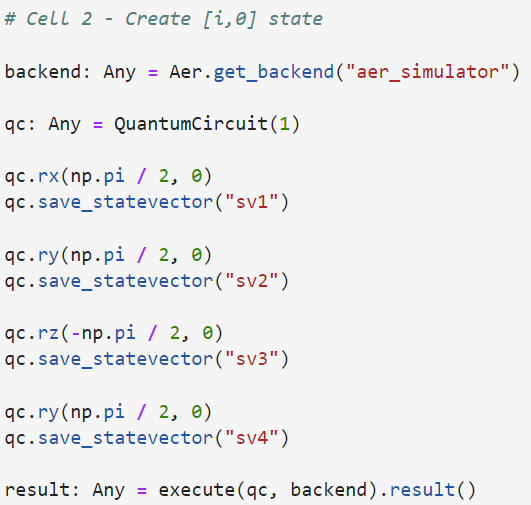 # Cell 2 - Create [i,0] state
backend: Any = Aer.get_backend("aer_simulator")
qc: Any = QuantumCircuit(1)
qc.rx(np.pi / 2, 0)
qc.save_statevector("sv1")
qc.ry(np.pi / 2, 0)
qc.save_statevector("sv2")
qc.rz(-np.pi / 2, 0)
qc.save_statevector("sv3")
qc.ry(np.pi / 2, 0)
qc.save_statevector("sv4")
result: Any = execute(qc, backend).result()